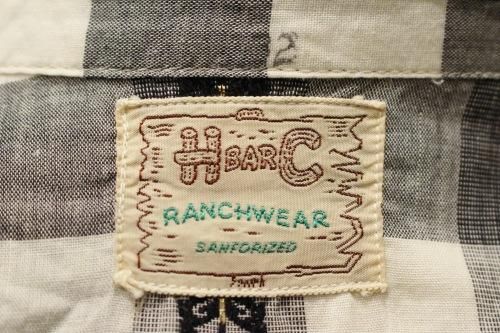 2
H BAR C
RANCHWEAR
SANFORIZED